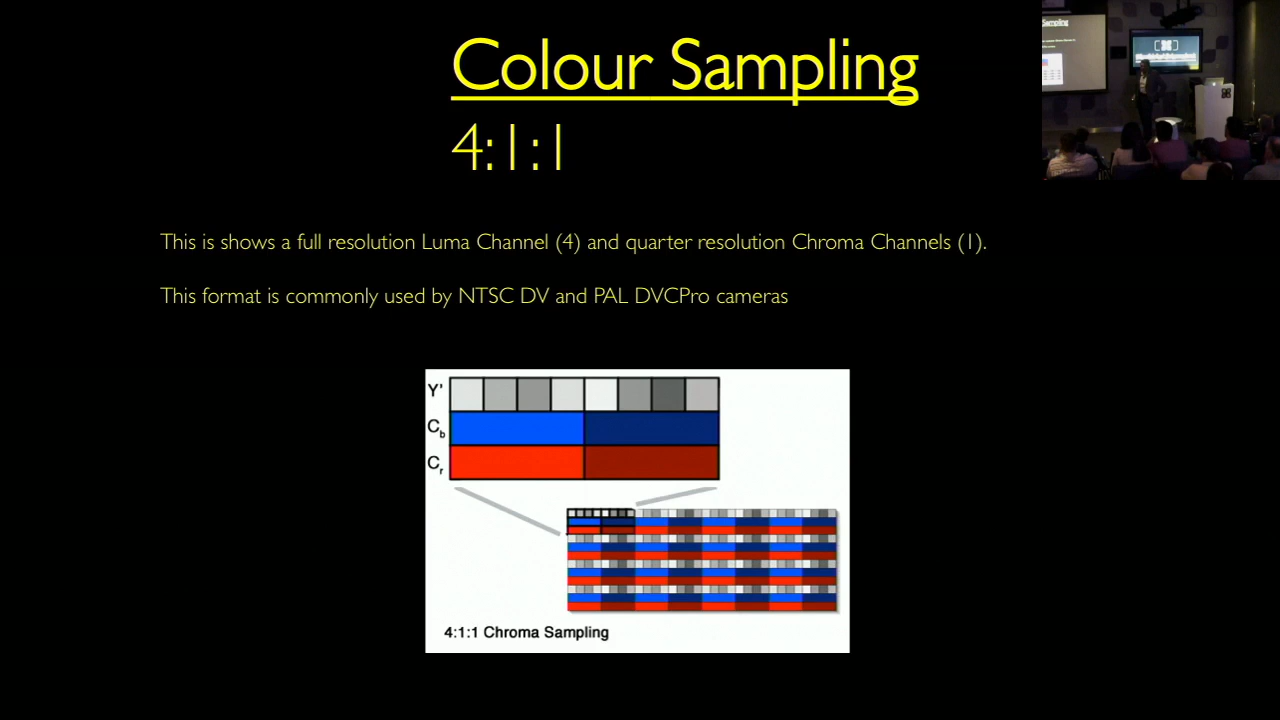 Colour Sampling
4:1:1
This is shows a full resolution Luma Channel (4) and quarter resolution Chroma Channels (1).
This format is commonly used by NTSC DV and PAL DVCPro cameras
Y'
Cb
Cr
4:1:1 Chroma Sampling